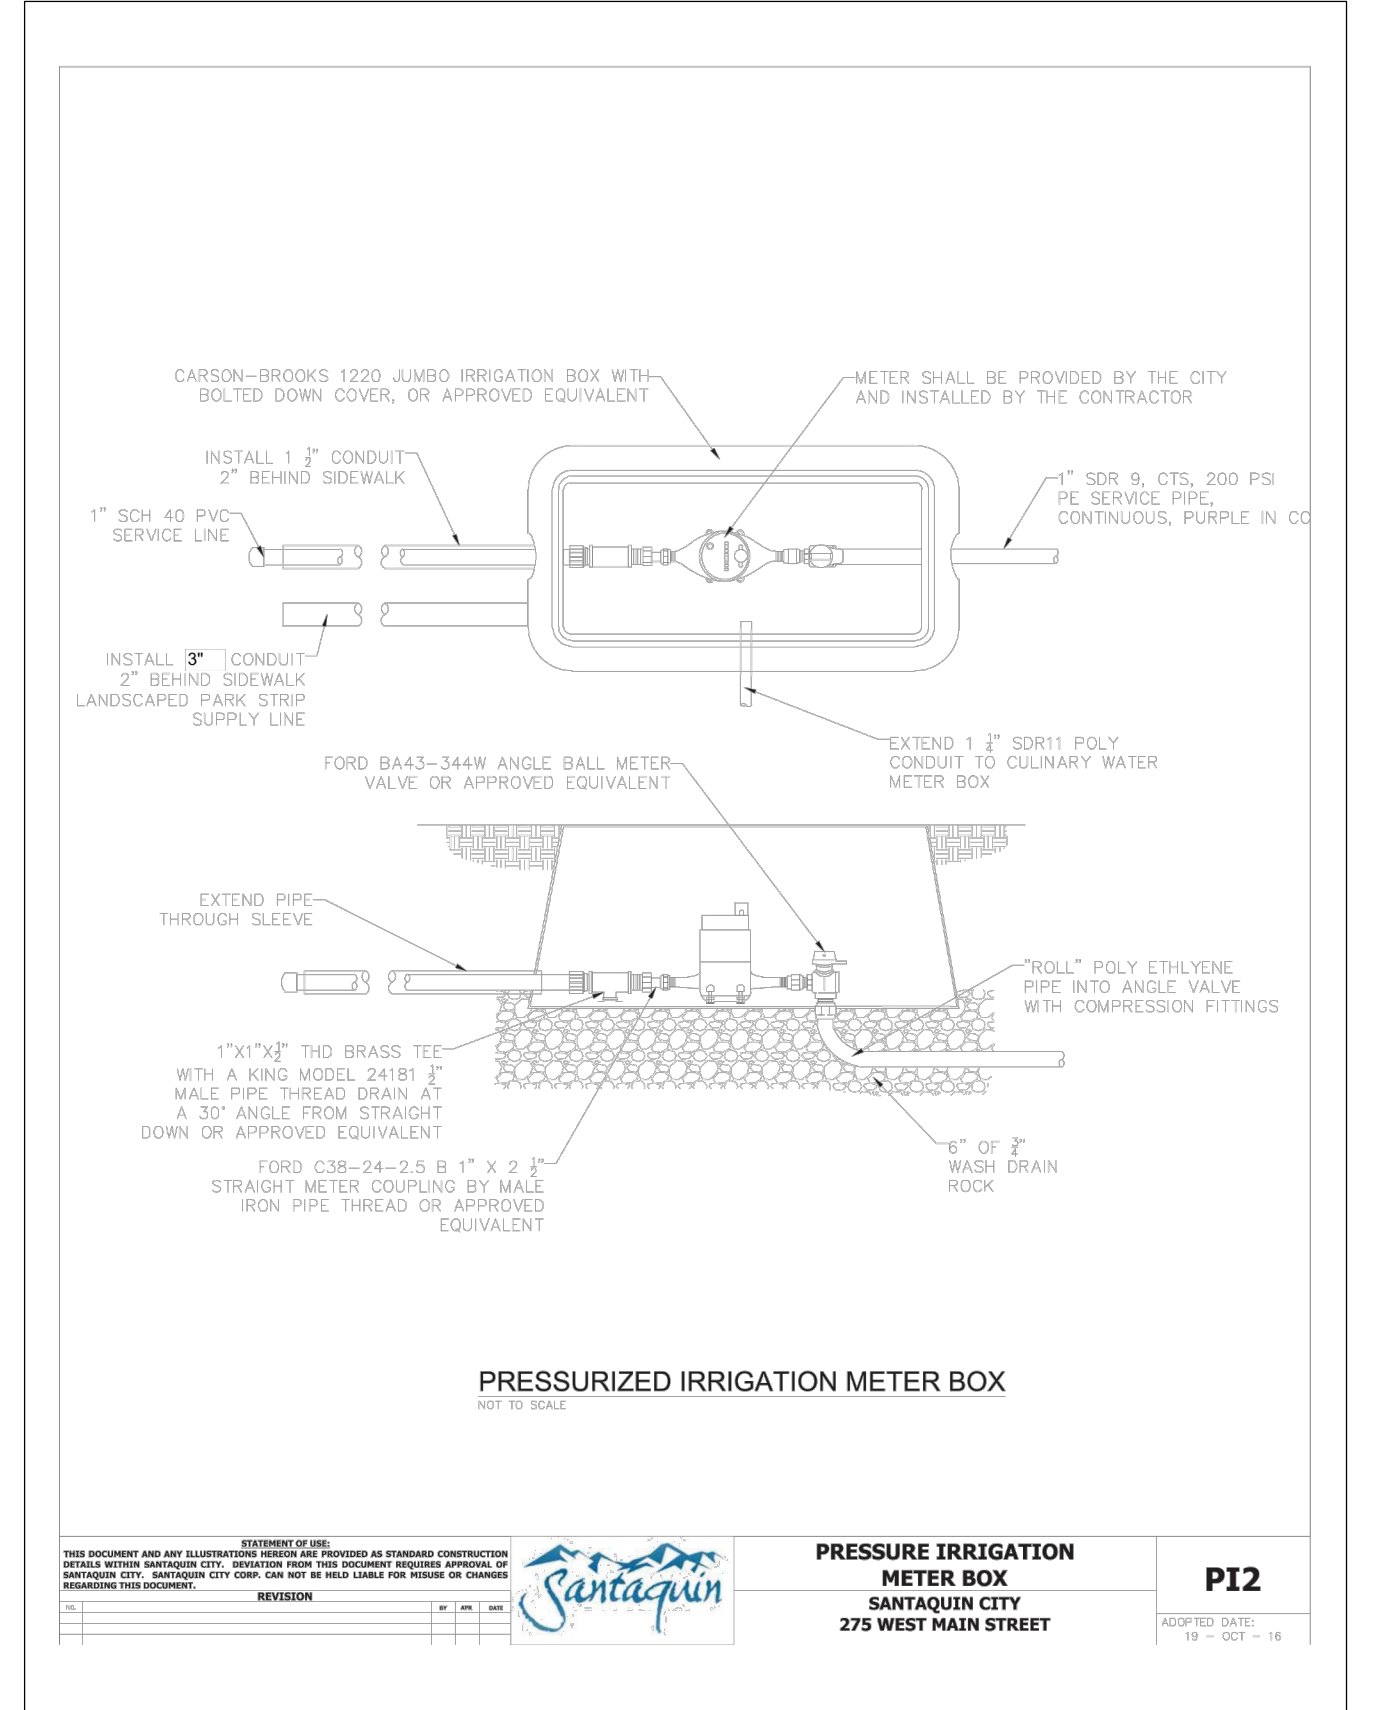 CARSON-BROOKS 1220 JUMBO IRRIGATION BOX WITH
BOLTED DOWN COVER, OR APPROVED EQUIVALENT
METER SHALL BE PROVIDED BY THE CITY
AND INSTALLED BY THE CONTRACTOR
INSTALL 1 1/2" CONDUIT
2" BEHIND SIDEWALK
1" SCH 40 PVC
SERVICE LINE
1" SDR 9, CTS, 200 PSI
PE SERVICE PIPE,
CONTINUOUS, PURPLE IN CO
INSTALL 3" CONDUIT
2" BEHIND SIDEWALK
LANDSCAPED PARK STRIP
SUPPLY LINE
EXTEND 1 1/4" SDR11 POLY
CONDUIT TO CULINARY WATER
METER BOX
FORD BA43-344W ANGLE BALL METER
VALVE OR APPROVED EQUIVALENT
EXTEND PIPE
THROUGH SLEEVE
"ROLL" POLY ETHLYENE
PIPE INTO ANGLE VALVE
WITH COMPRESSION FITTINGS
1"X1"X1/2" THD BRASS TEE
WITH A KING MODEL 24181 1/2"
MALE PIPE THREAD DRAIN AT
A 30° ANGLE FROM STRAIGHT
DOWN OR APPROVED EQUIVALENT
6" OF 3/4"
WASH DRAIN
ROCK
FORD C38-24-2.5 B 1" X 2 1/2"
STRAIGHT METER COUPLING BY MALE
IRON PIPE THREAD OR APPROVED
EQUIVALENT
PRESSURIZED IRRIGATION METER BOX
NOT TO SCALE
STATEMENT OF USE:
THIS DOCUMENT AND ANY ILLUSTRATIONS HEREON ARE PROVIDED AS STANDARD CONSTRUCTION
DETAILS WITHIN SANTAQUIN CITY. DEVIATION FROM THIS DOCUMENT REQUIRES APPROVAL OF
SANTAQUIN CITY. SANTAQUIN CITY CORP. CAN NOT BE HELD LIABLE FOR MISUSE OR CHANGES
REGARDING THIS DOCUMENT.
REVISION
NO. BY APR. DATE
Santaquin
PRESSURE IRRIGATION
METER BOX
SANTAQUIN CITY
275 WEST MAIN STREET
PI2
ADOPTED DATE:
19 - OCT - 16